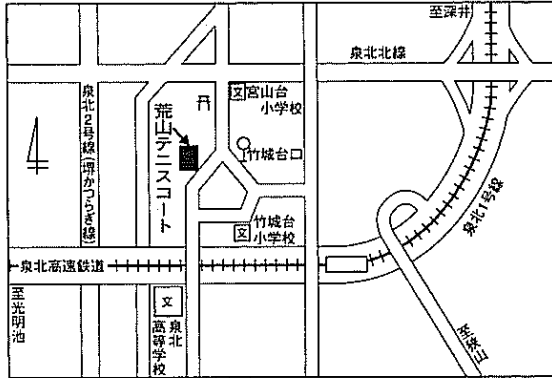 至深井
泉北北線
文 宮山台
小学校
竹城台口
荒山テニスコート
泉北2号線(堺かつらぎ線)
文 竹城台
小学校
泉北1号線
泉北高速鉄道
至光明池
文
泉北
高等学校
至狭山